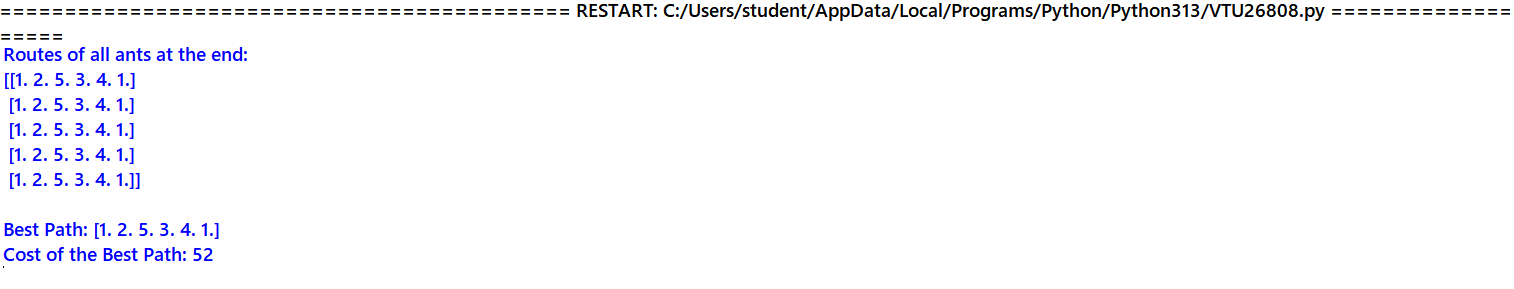 ============================================ RESTART: C:/Users/student/AppData/Local/Programs/Python/Python313/VTU26808.py ==============
=====
Routes of all ants at the end:
[[1. 2. 5. 3. 4. 1.]
[1. 2. 5. 3. 4. 1.]
[1. 2. 5. 3. 4. 1.]
[1. 2. 5. 3. 4. 1.]
[1. 2. 5. 3. 4. 1.]]
Best Path: [1. 2. 5. 3. 4. 1.]
Cost of the Best Path: 52